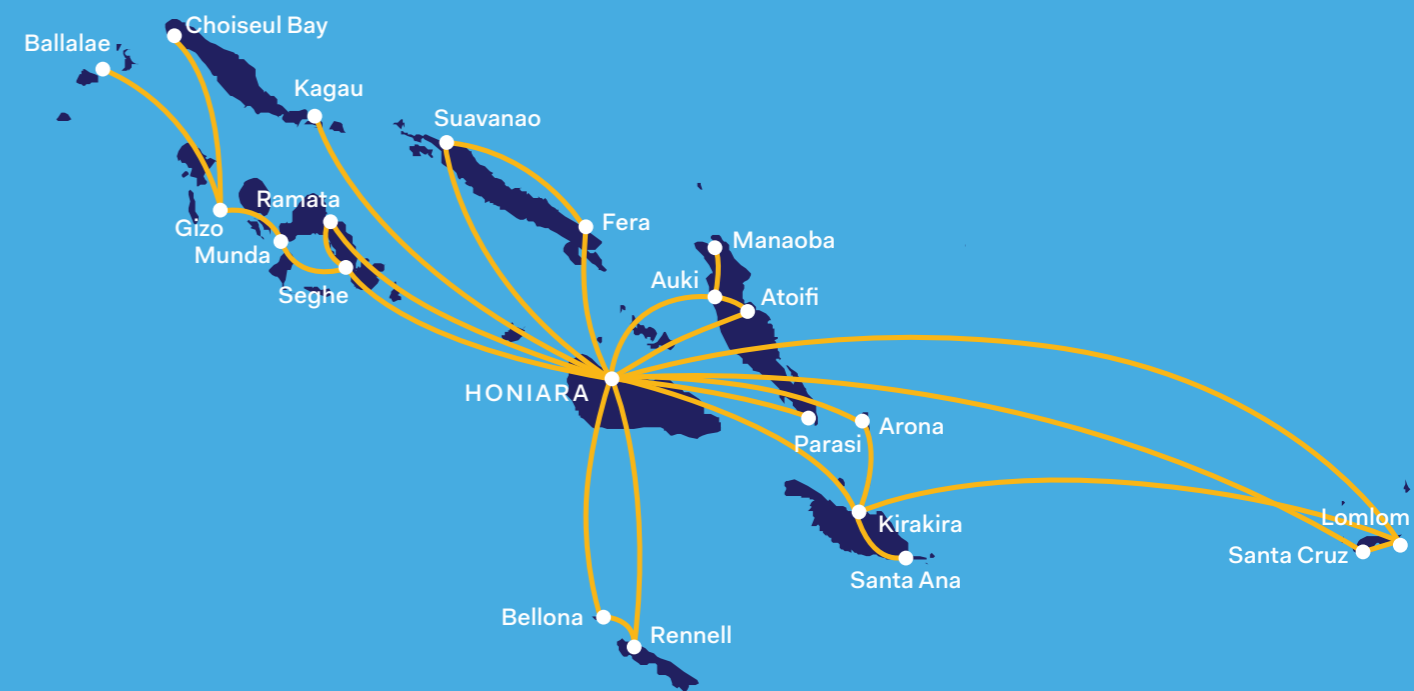 Choiseul Bay
Ballalae
Kagau
Suavanao
Ramata
Fera
Gizo
Manaoba
Munda
Auki
Atoifi
Seghe
HONIARA
Arona
Parasi
Lomlom
Kirakira
Santa Cruz
Santa Ana
Bellona
Rennell